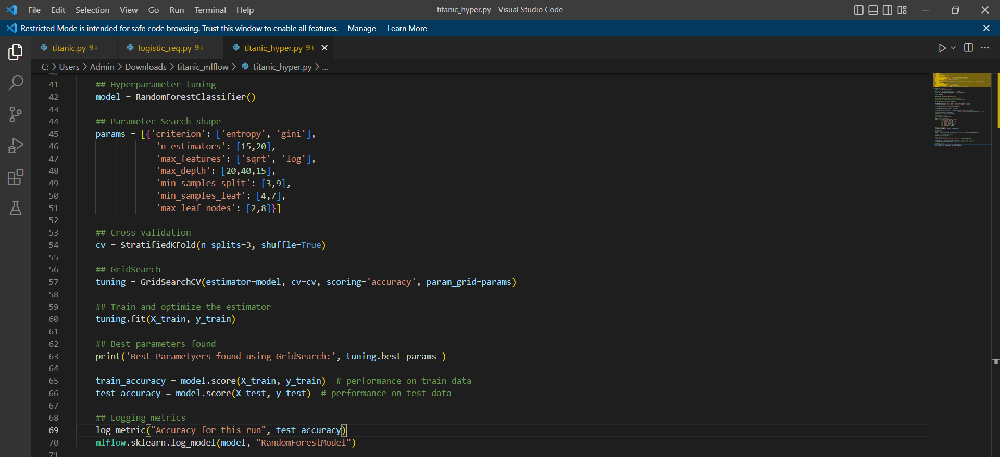 File Edit Selection View Go Run Terminal Help
titanic_hyper.py - Visual Studio Code
Restricted Mode is intended for safe code browsing. Trust this window to enable all features. Manage Learn More
titanic.py 9+ logistic_reg.py 9+ titanic_hyper.py 9+
C: > Users > Admin > Downloads > titanic_mlflow > titanic_hyper.py > ...
41 ## Hyperparameter tuning
42 model = RandomForestClassifier()
43
44 ## Parameter Search shape
45 params = [{'criterion': ['entropy', 'gini'],
46 'n_estimators': [15,20],
47 'max_features': ['sqrt', 'log'],
48 'max_depth': [20,40,15],
49 'min_samples_split': [3,9],
50 'min_samples_leaf': [4,7],
51 'max_leaf_nodes': [2,8]}]
52
53 ## Cross validation
54 cv = StratifiedKFold(n_splits=3, shuffle=True)
55
56 ## GridSearch
57 tuning = GridSearchCV(estimator=model, cv=cv, scoring='accuracy', param_grid=params)
58
59 ## Train and optimize the estimator
60 tuning.fit(X_train, y_train)
61
62 ## Best parameters found
63 print('Best Parametyers found using GridSearch:', tuning.best_params_)
64
65 train_accuracy = model.score(X_train, y_train) # performance on train data
66 test_accuracy = model.score(X_test, y_test) # performance on test data
67
68 ## Logging metrics
69 log_metric("Accuracy for this run", test_accuracy)
70 mlflow.sklearn.log_model(model, "RandomForestModel")
71